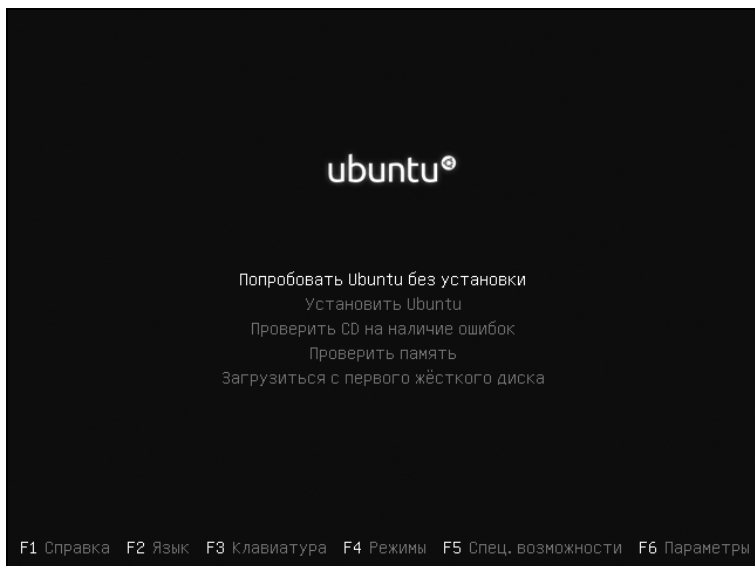 ubuntu
Попробовать Ubuntu без установки
Установить Ubuntu
Проверить CD на наличие ошибок
Проверить память
Загрузиться с первого жёсткого диска
F1 Справка F2 Язык F3 Клавиатура F4 Режимы F5 Спец. возможности F6 Параметры